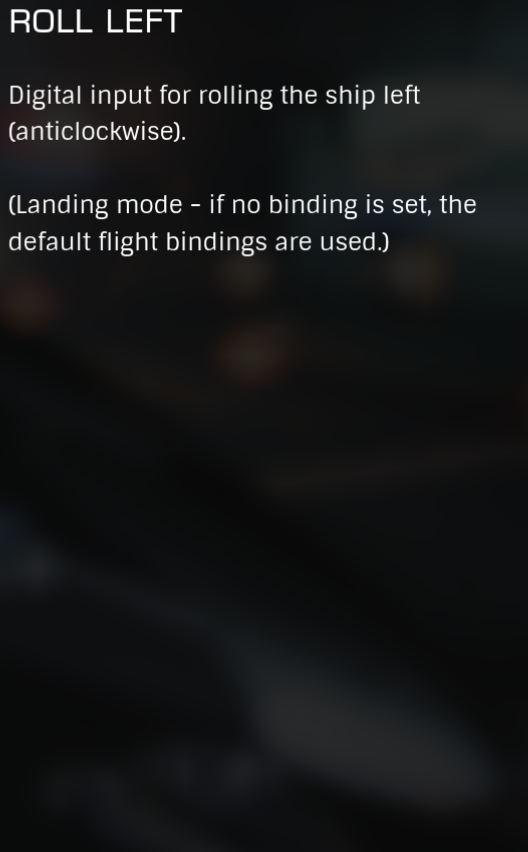 ROLL LEFT
Digital input for rolling the ship left
(anticlockwise).
(Landing mode - if no binding is set, the
default flight bindings are used.)